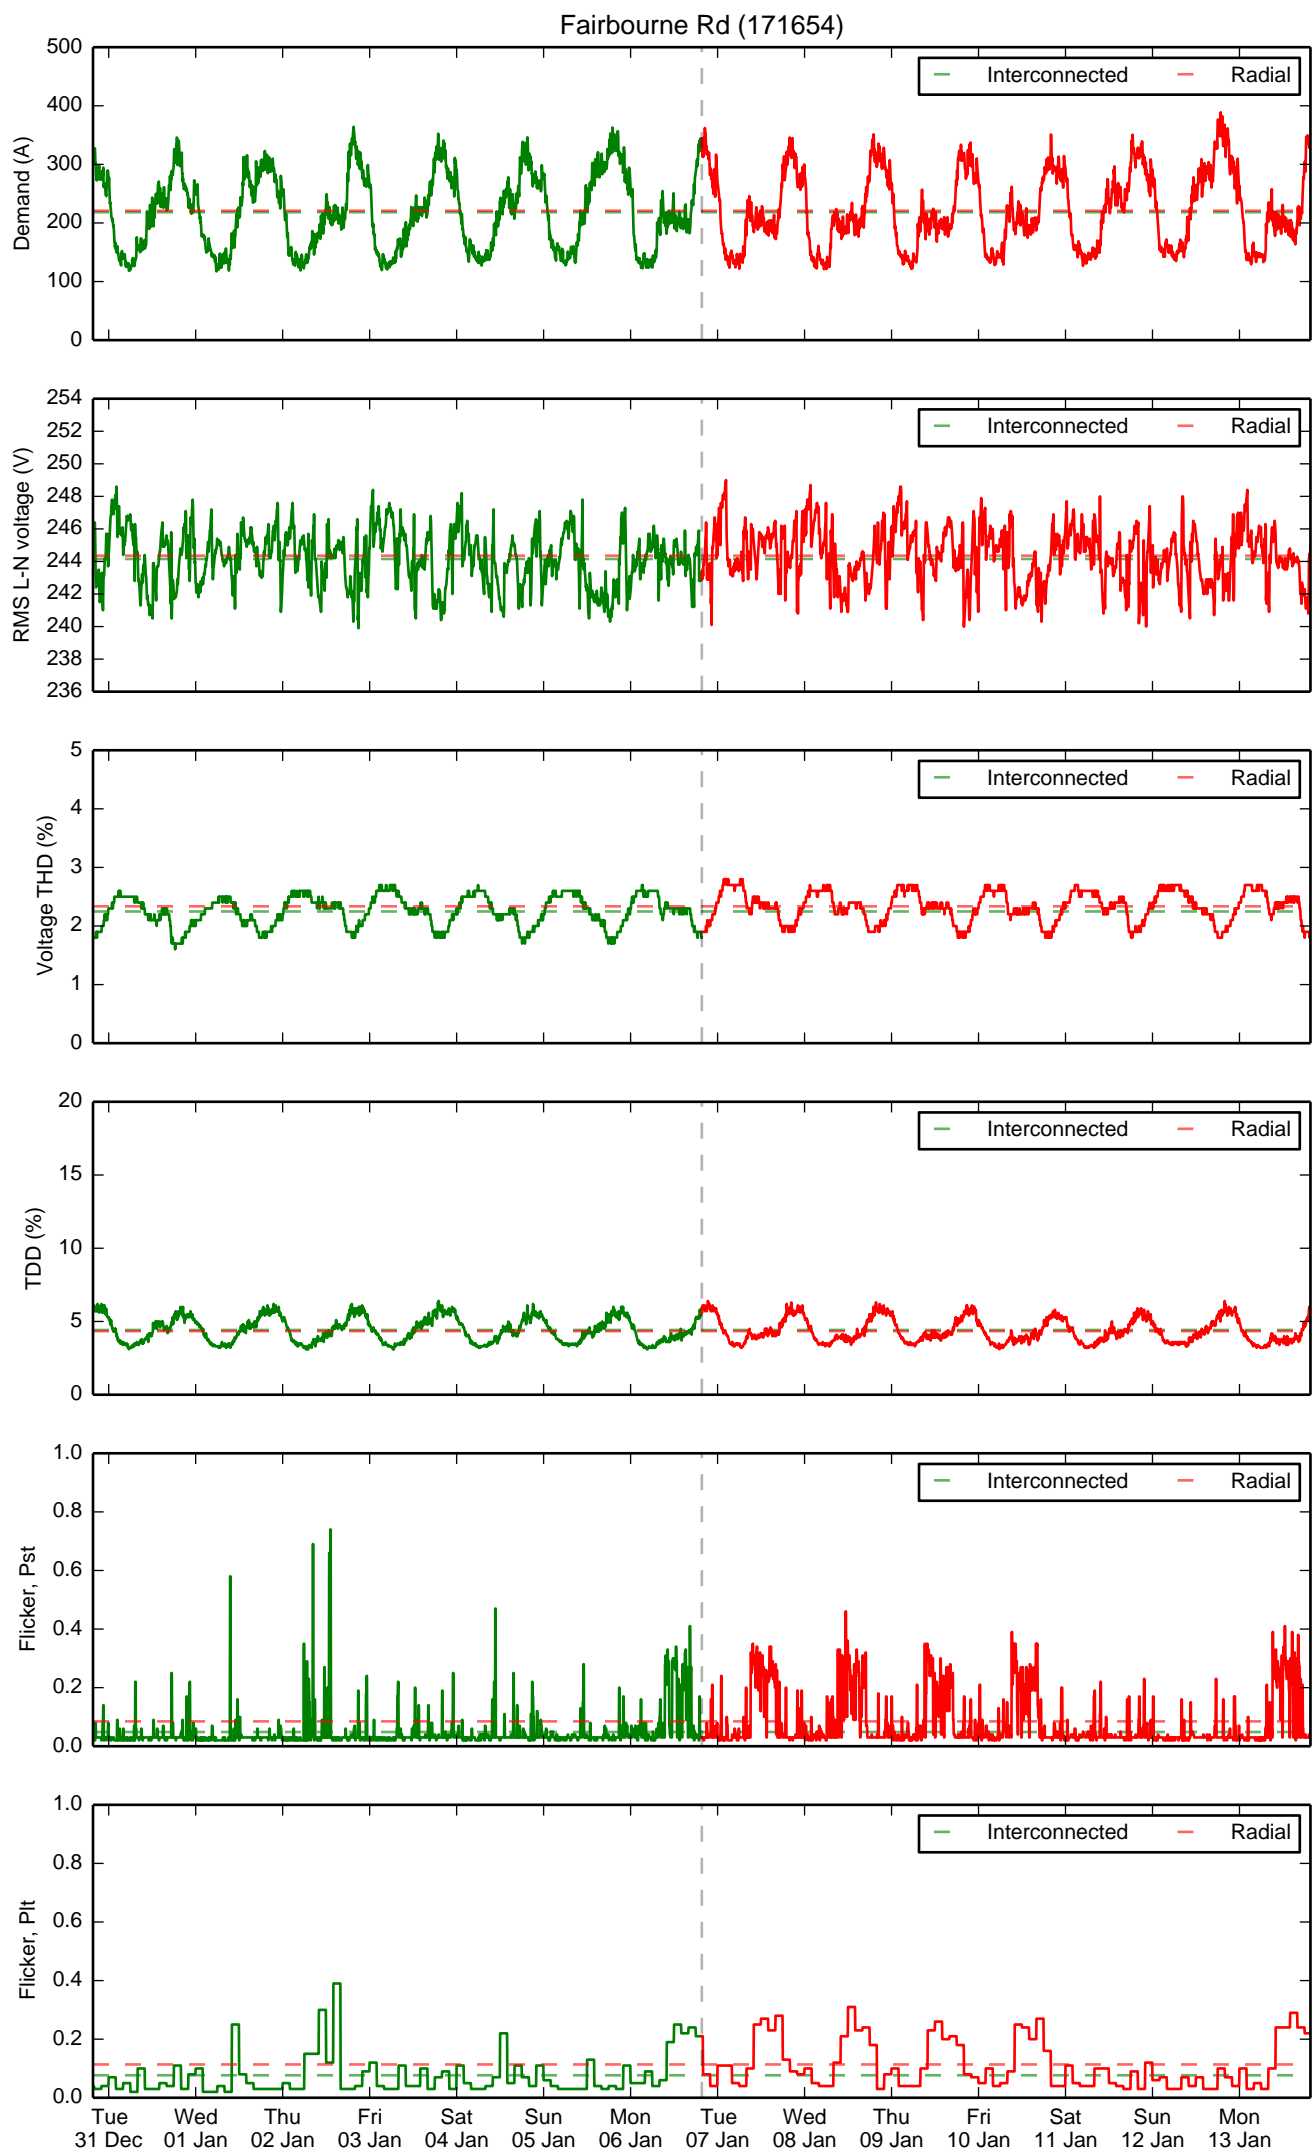 Fairbourne Rd (171654)
500
400
300
200
100
0
Demand (A)
Interconnected Radial
254
252
250
248
246
244
242
240
238
236
RMS L-N voltage (V)
Interconnected Radial
5
4
3
2
1
0
Voltage THD (%)
Interconnected Radial
20
15
10
5
0
TDD (%)
Interconnected Radial
1.0
0.8
0.6
0.4
0.2
0.0
Flicker, Pst
Interconnected Radial
1.0
0.8
0.6
0.4
0.2
0.0
Flicker, Plt
Interconnected Radial
Tue Wed Thu Fri Sat Sun Mon Tue Wed Thu Fri Sat Sun Mon
31 Dec 01 Jan 02 Jan 03 Jan 04 Jan 05 Jan 06 Jan 07 Jan 08 Jan 09 Jan 10 Jan 11 Jan 12 Jan 13 Jan